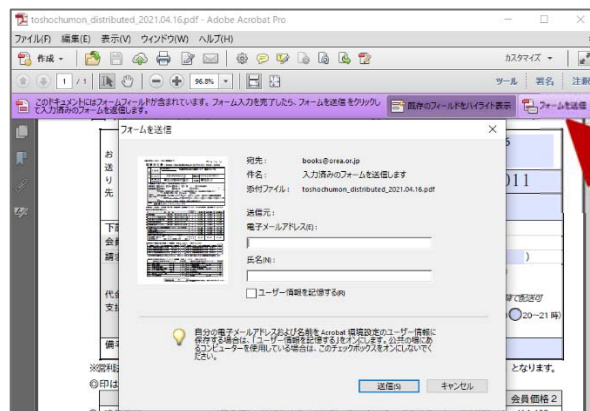 toshochumon_distributed_2021.04.16.pdf - Adobe Acrobat Pro
ファイル(F) 編集(E) 表示(V) ウィンドウ(W) ヘルプ(H)
作成 カスタマイズ
1 / 1 96.8% ツール 署名 注釈
このドキュメントにはフォームフィールドが含まれています。フォーム入力を完了したら、フォームを送信 をクリックし
て入力済みのフォームを返信します。
既存のフィールドをハイライト表示 フォームを送信
フォームを送信
お
送
り
先
011
宛先: books@orea.or.jp
件名: 入力済みのフォームを返信します
添付ファイル: toshochumon_distributed_2021.04.16.pdf
送信元:
電子メールアドレス(E):
氏名(N):
ユーザー情報を記憶する(R)
下
会
請
代
支
備
20~21 時)
自分の電子メールアドレスおよび名前を Acrobat 環境設定のユーザー情報に
保存する場合は、「ユーザー情報を記憶する」をオンにします。公共の場にあ
るコンピューターを使用している場合は、このチェックボックスをオンにしないでく
ださい。
送信(S) キャンセル
となります。
◎印は
会員価格2